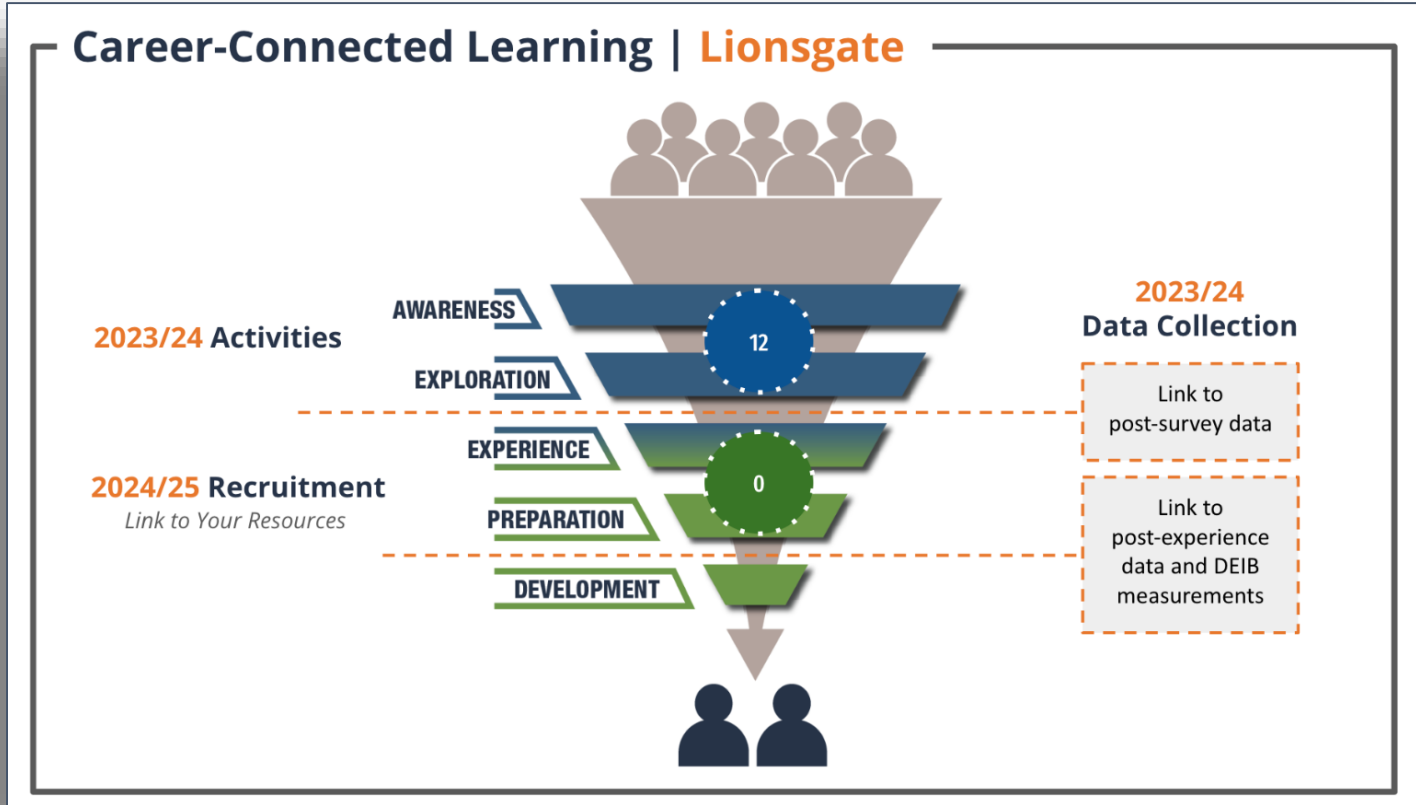 Career-Connected Learning | Lionsgate
AWARENESS
12
2023/24 Activities
EXPLORATION
2023/24
Data Collection
Link to
post-survey data
EXPERIENCE
0
2024/25 Recruitment
Link to Your Resources
PREPARATION
DEVELOPMENT
Link to
post-experience
data and DEIB
measurements